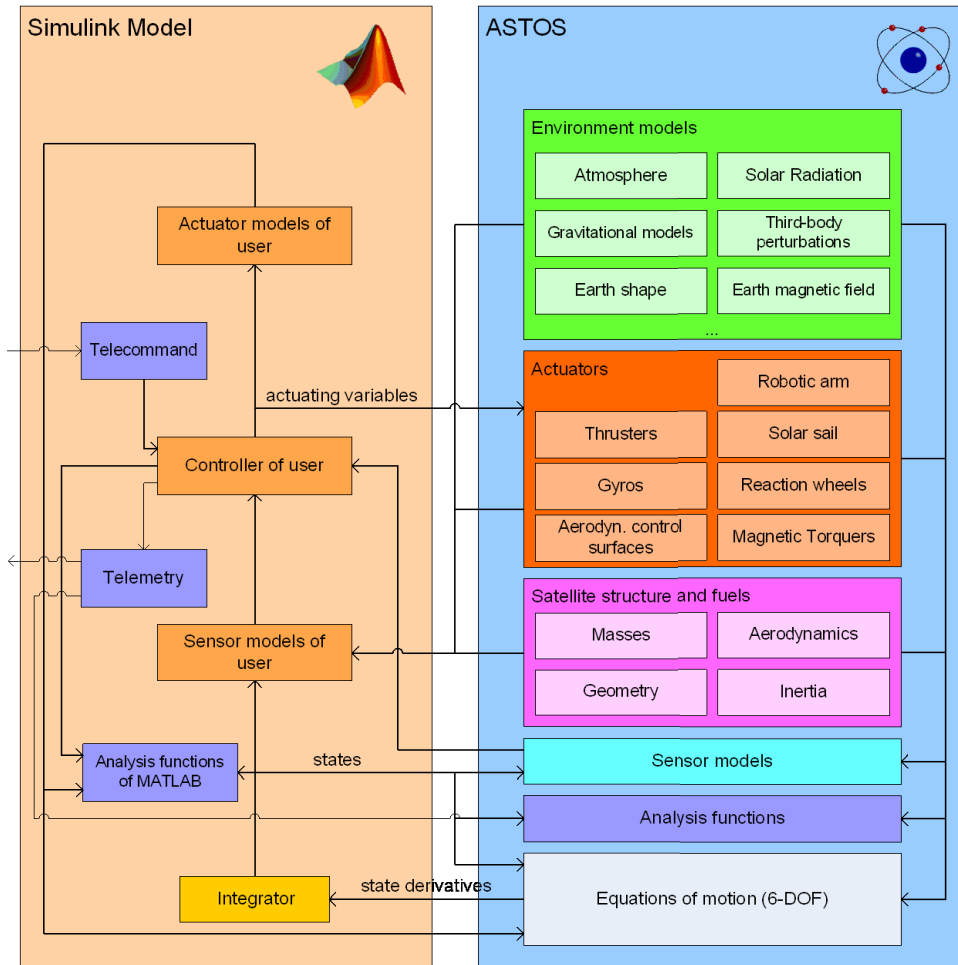 Simulink Model
Actuator models of
user
Telecommand
actuating variables
Controller of user
Telemetry
Sensor models of
user
Analysis functions
of MATLAB
states
Integrator
state derivatives
ASTOS
Environment models
Atmosphere
Solar Radiation
Gravitational models
Third-body
perturbations
Earth shape
Earth magnetic field
...
Actuators
Robotic arm
Thrusters
Solar sail
Gyros
Reaction wheels
Aerodyn. control
surfaces
Magnetic Torquers
Satellite structure and fuels
Masses
Aerodynamics
Geometry
Inertia
Sensor models
Analysis functions
Equations of motion (6-DOF)